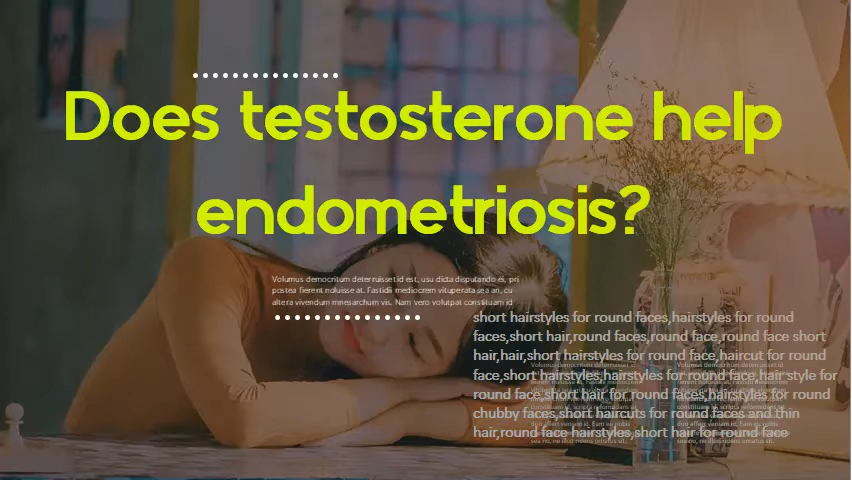 Does testosterone help
endometriosis?
Volumus democritum deterruisset id est, usu dicta disputando ei, pri
postea fierent noluisse at. Fastidii mediocrem vituperata sea an, cu
altera vivendum mnesarchum vis. Nam vero volutpat constituam id
short hairstyles for round faces,hairstyles for round
faces,short hair,round faces,round face,round face short
hair,hair,short hairstyles for round face,haircut for round
face,short hairstyles,hairstyles for round face,hair style for
round face,short hair for round faces,hairstyles for round
chubby faces,short haircuts for round faces and thin
hair,round face hairstyles,short hair for round face